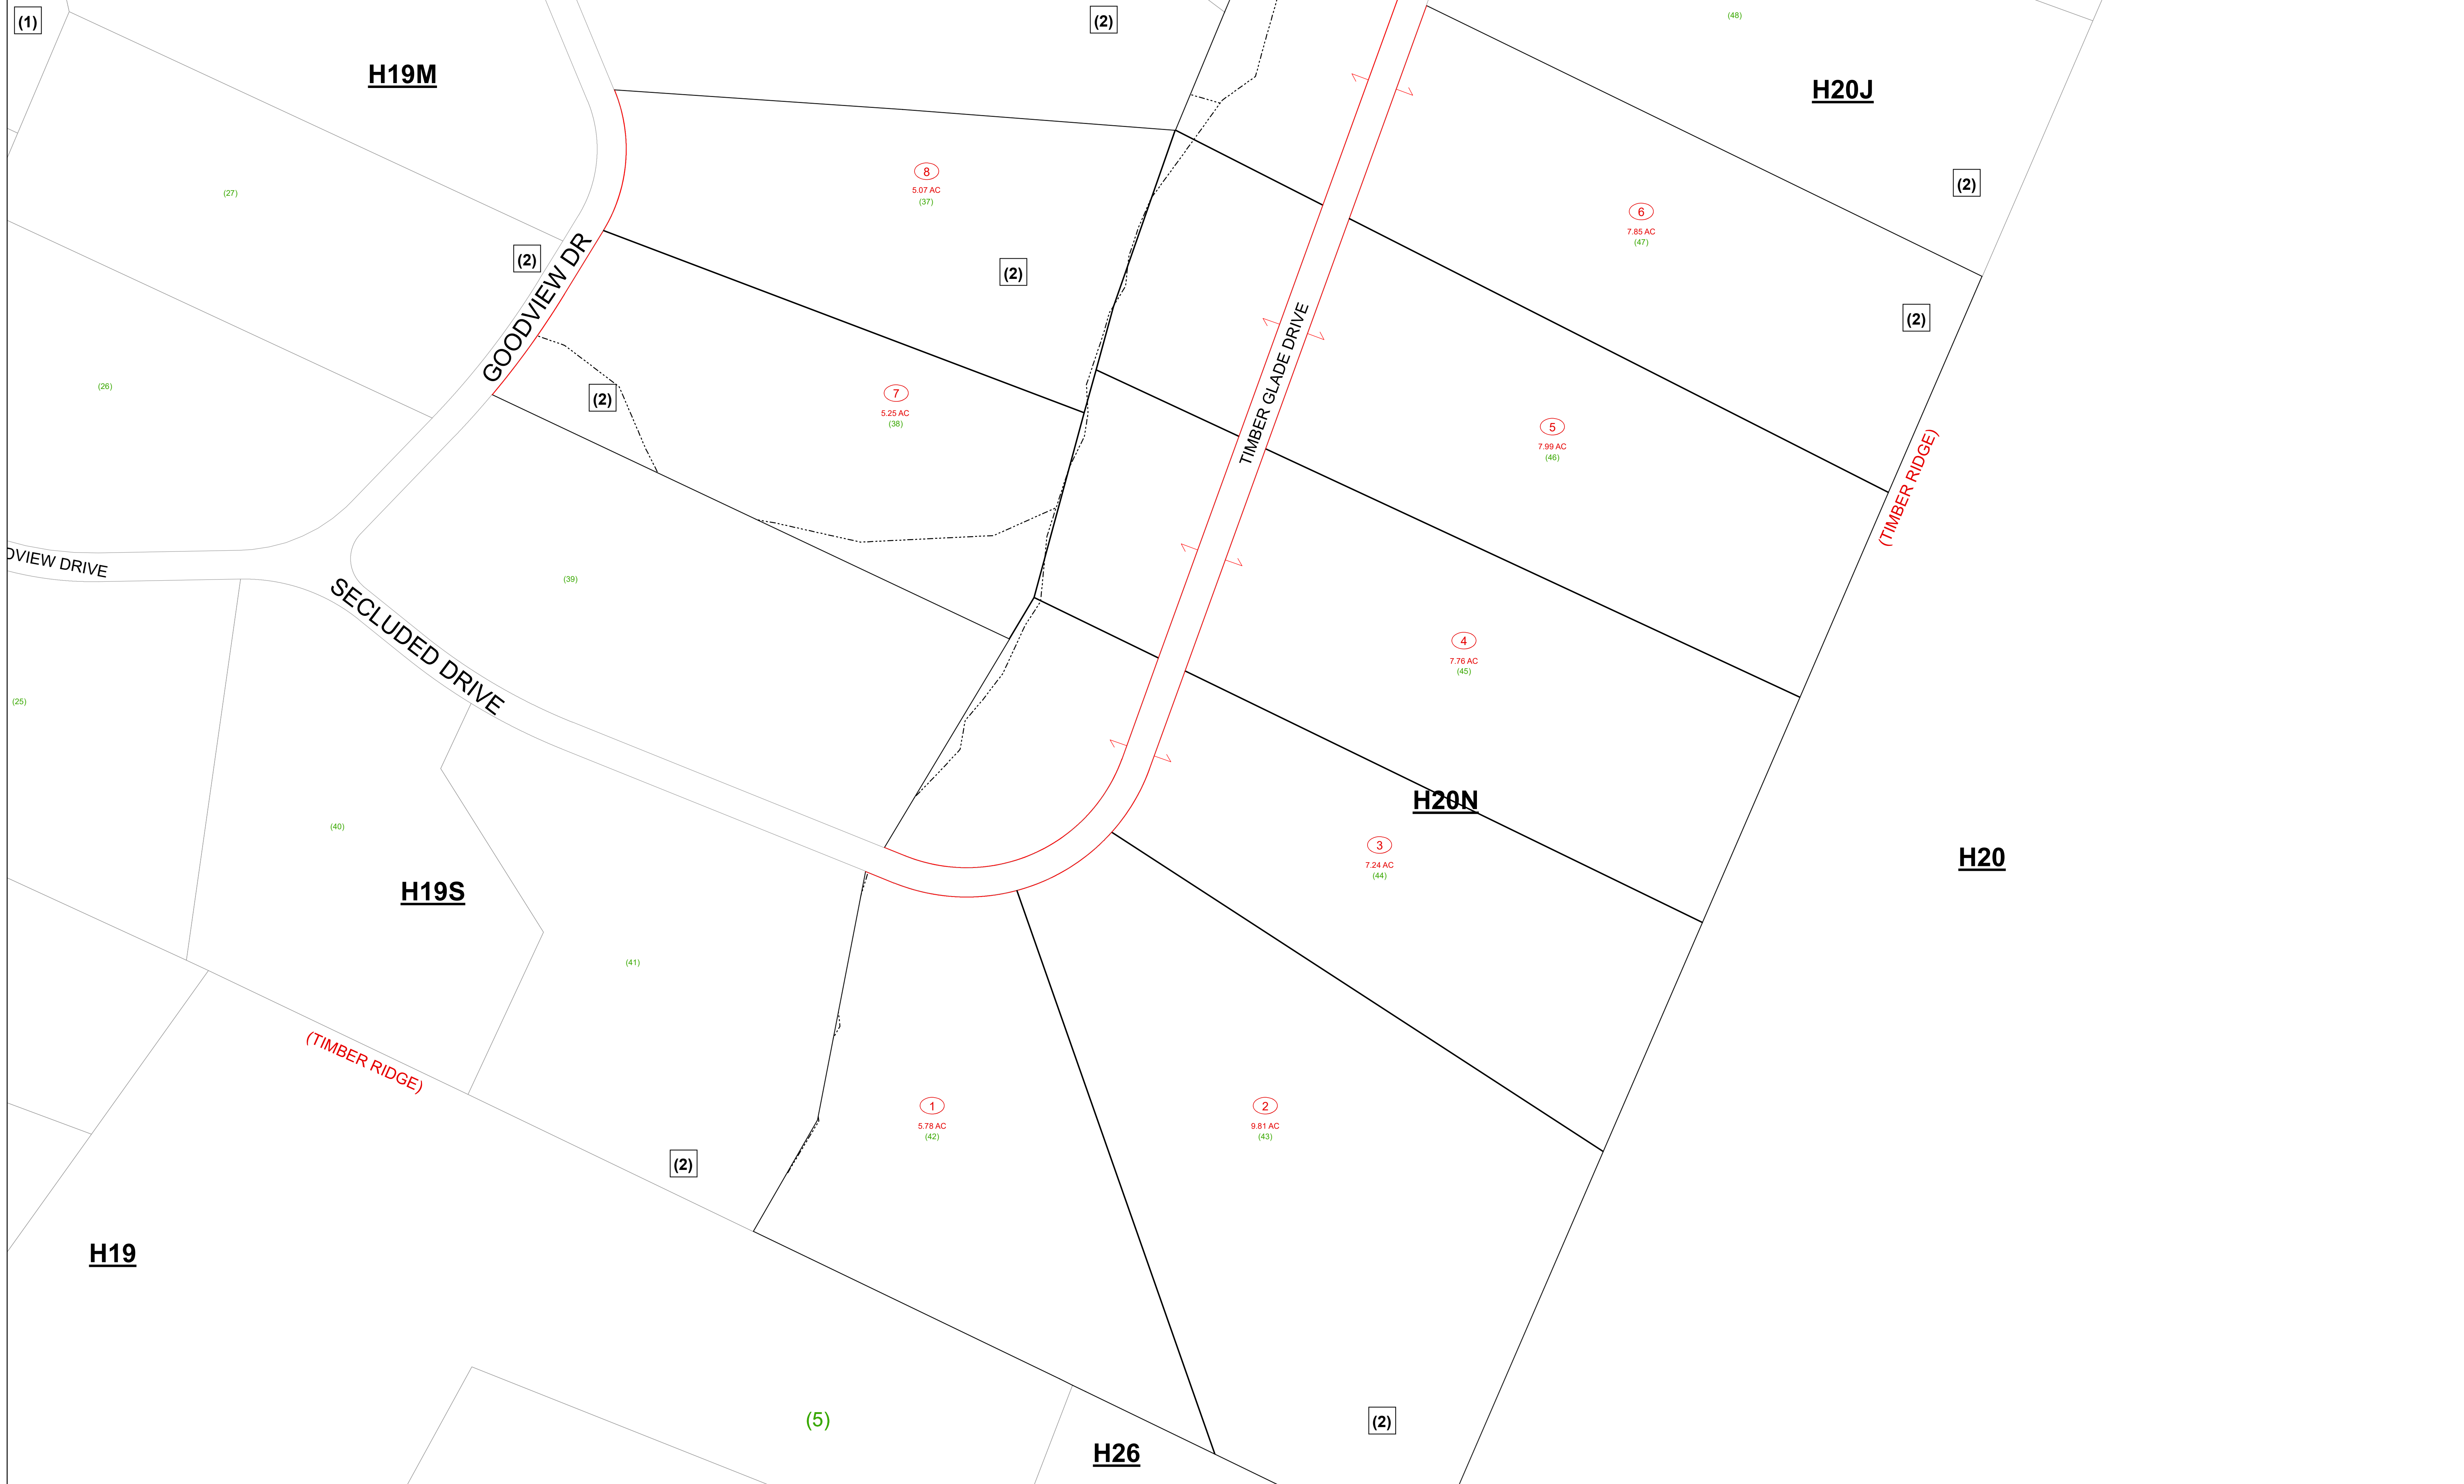 (1)
(2)
(48)
H19M
H20J
(27)
8
5.07 AC
(37)
(2)
6
7.85 AC
(47)
(2)
(2)
GOODVIEW DR
(2)
TIMBER GLADE DRIVE
(26)
7
5.25 AC
(38)
(2)
5
7.99 AC
(46)
(TIMBER RIDGE)
DVIEW DRIVE
(39)
SECLUDED DRIVE
4
7.76 AC
(45)
(25)
H20N
(40)
3
7.24 AC
(44)
H20
H19S
(41)
(TIMBER RIDGE)
1
5.78 AC
(42)
2
9.81 AC
(43)
(2)
H19
(5)
(2)
H26